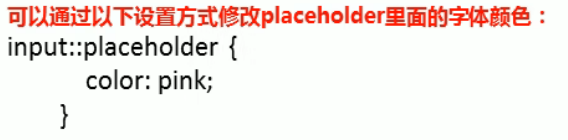 可以通过以下设置方式修改placeholder里面的字体颜色：
input::placeholder {
color: pink;
}